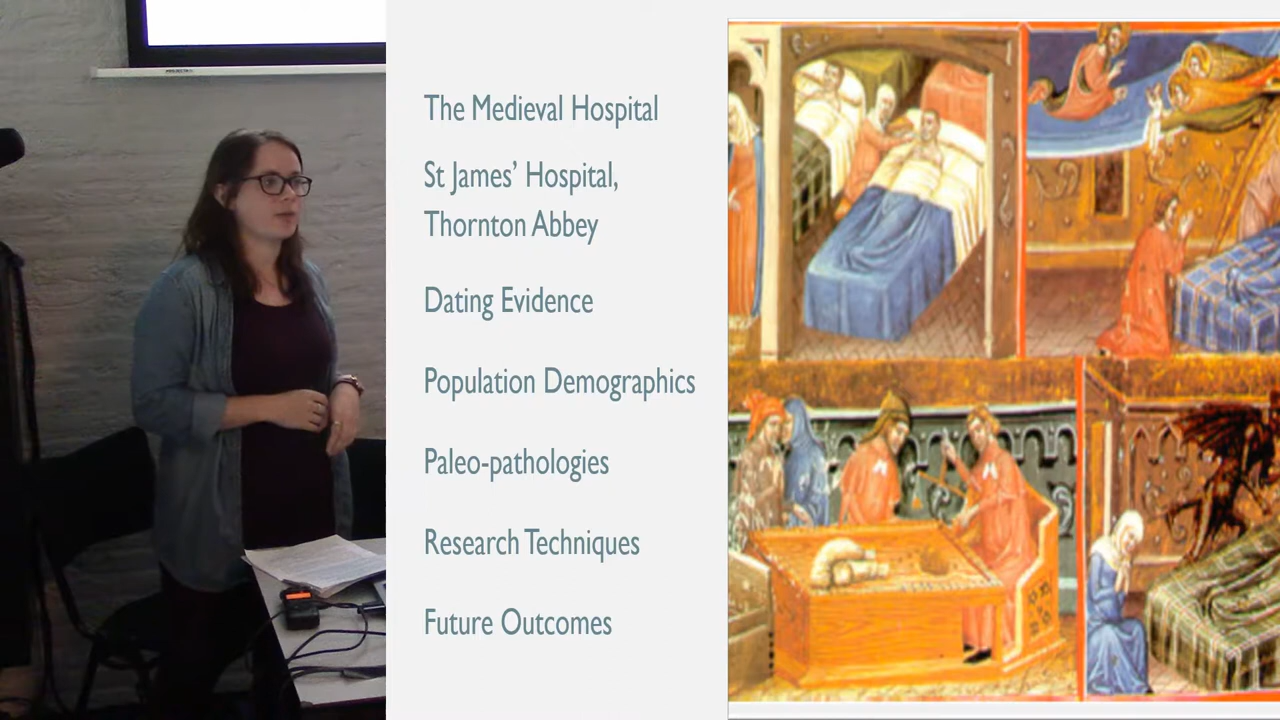 The Medieval Hospital
St James’ Hospital,
Thornton Abbey
Dating Evidence
Population Demographics
Paleo-pathologies
Research Techniques
Future Outcomes